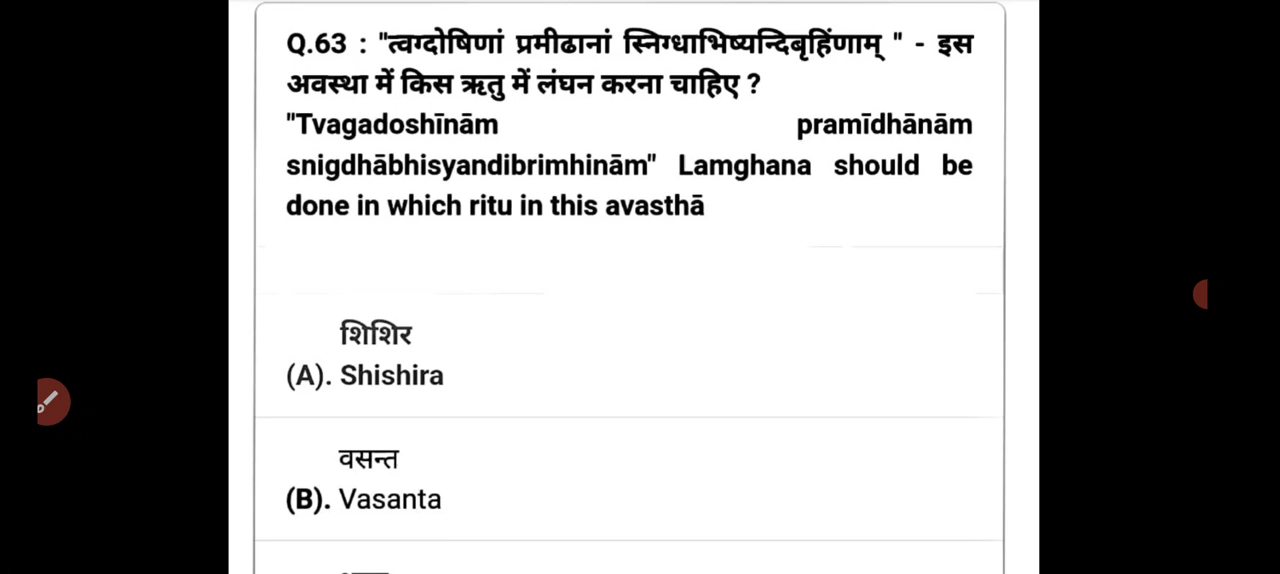 Q.63 : "त्वग्दोषिणां प्रमीढानां स्निग्धाभिष्यन्दिबृहिंणाम् " - इस
अवस्था में किस ऋतु में लंघन करना चाहिए ?
"Tvagadoshīnām pramīdhānām
snigdhābhisyandibrimhinām" Lamghana should be
done in which ritu in this avasthā
शिशिर
(A). Shishira
वसन्त
(B). Vasanta